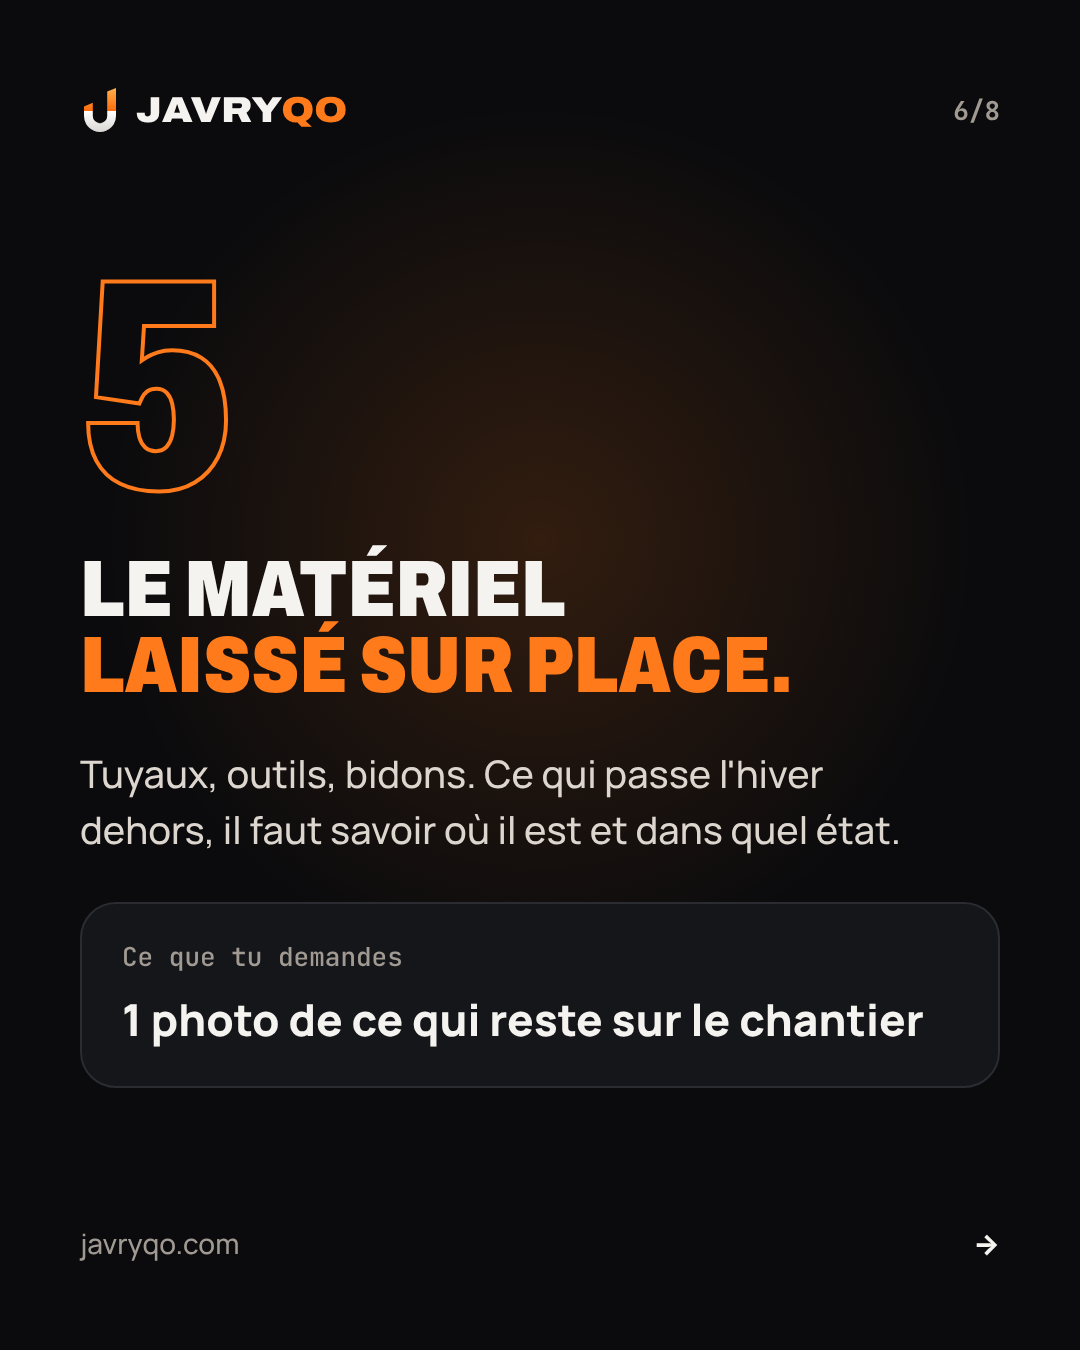 JAVRYQO
6/8
5
LE MATÉRIEL
LAISSÉ SUR PLACE.
Tuyaux, outils, bidons. Ce qui passe l'hiver
dehors, il faut savoir où il est et dans quel état.
Ce que tu demandes
1 photo de ce qui reste sur le chantier
javryqo.com
→